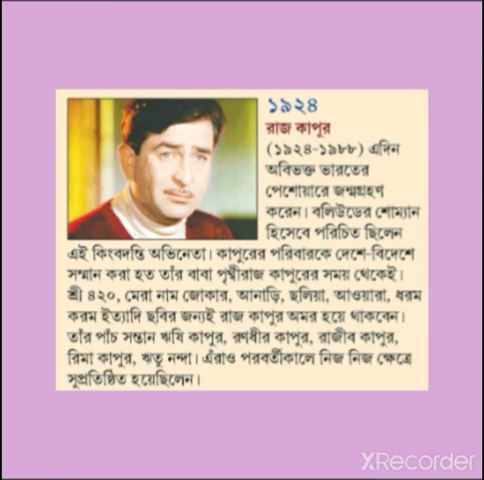 ১৯২৪
রাজ কাপুর
(১৯২৪-১৯৮৮) এদিন
অবিভক্ত ভারতের
পেশোয়ারে জন্মগ্রহণ
করেন। বলিউডের শোম্যান
হিসেবে পরিচিত ছিলেন
এই কিংবদন্তি অভিনেতা। কাপুরের পরিবারকে দেশে-বিদেশে
সম্মান করা হত তাঁর বাবা পৃথ্বীরাজ কাপুরের সময় থেকেই।
শ্রী ৪২০, মেরা নাম জোকার, আনাড়ি, ছলিয়া, আওয়ারা, ধরম
করম ইত্যাদি ছবির জন্যই রাজ কাপুর অমর হয়ে থাকবেন।
তাঁর পাঁচ সন্তান ঋষি কাপুর, রণধীর কাপুর, রাজীব কাপুর,
রিমা কাপুর, ঋতু নন্দা। এঁরাও পরবর্তীকালে নিজ নিজ ক্ষেত্রে
সুপ্রতিষ্ঠিত হয়েছিলেন।
XRecorder